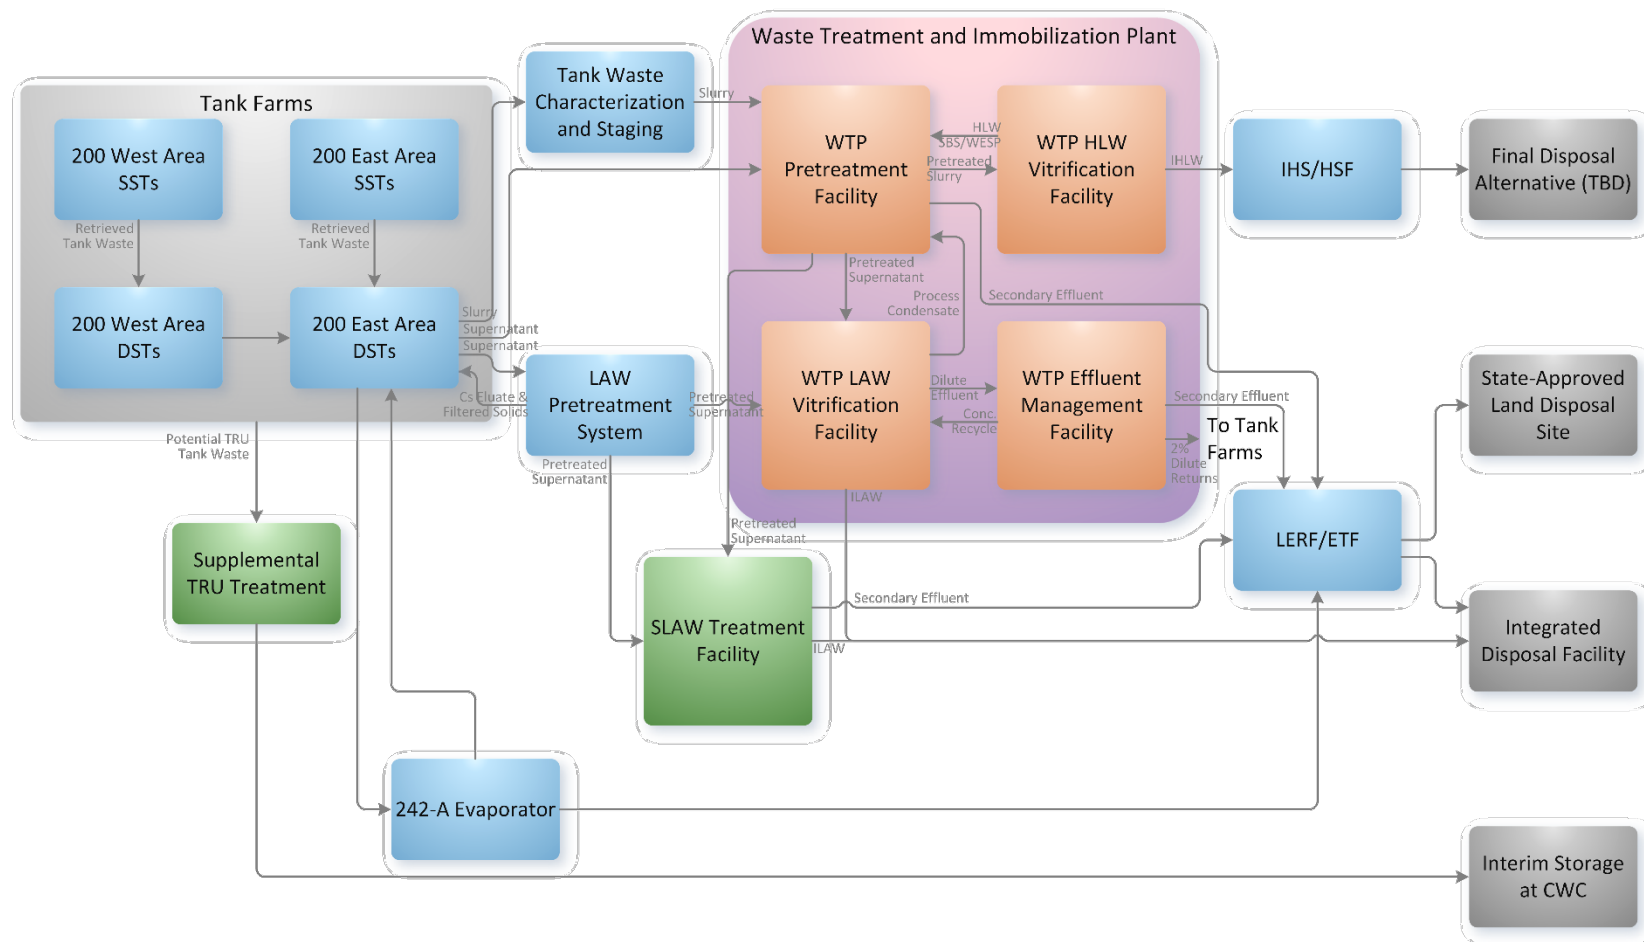 Waste Treatment and Immobilization Plant
Tank Farms
200 West Area
SSTs
200 East Area
SSTs
Retrieved
Tank Waste
Retrieved
Tank Waste
200 West Area
DSTs
200 East Area
DSTs
Slurry
Supernatant
Supernatant
Cs Eluate &
Filtered Solids
Tank Waste
Characterization
and Staging
Slurry
WTP
Pretreatment
Facility
HLW
SBS/WESP
Pretreated
Slurry
WTP HLW
Vitrification
Facility
IHLW
IHS/HSF
Final Disposal
Alternative (TBD)
Pretreated
Supernatant
Process
Condensate
Secondary Effluent
LAW
Pretreatment
System
Pretreated
Supernatant
WTP LAW
Vitrification
Facility
Dilute
Effluent
Conc.
Recycle
WTP Effluent
Management
Facility
Secondary Effluent
To Tank
Farms
2%
Dilute
Returns
State-Approved
Land Disposal
Site
Potential TRU
Tank Waste
Pretreated
Supernatant
ILAW
Pretreated
Supernatant
LERF/ETF
Supplemental
TRU Treatment
SLAW Treatment
Facility
Secondary Effluent
ILAW
Integrated
Disposal Facility
242-A Evaporator
Interim Storage
at CWC